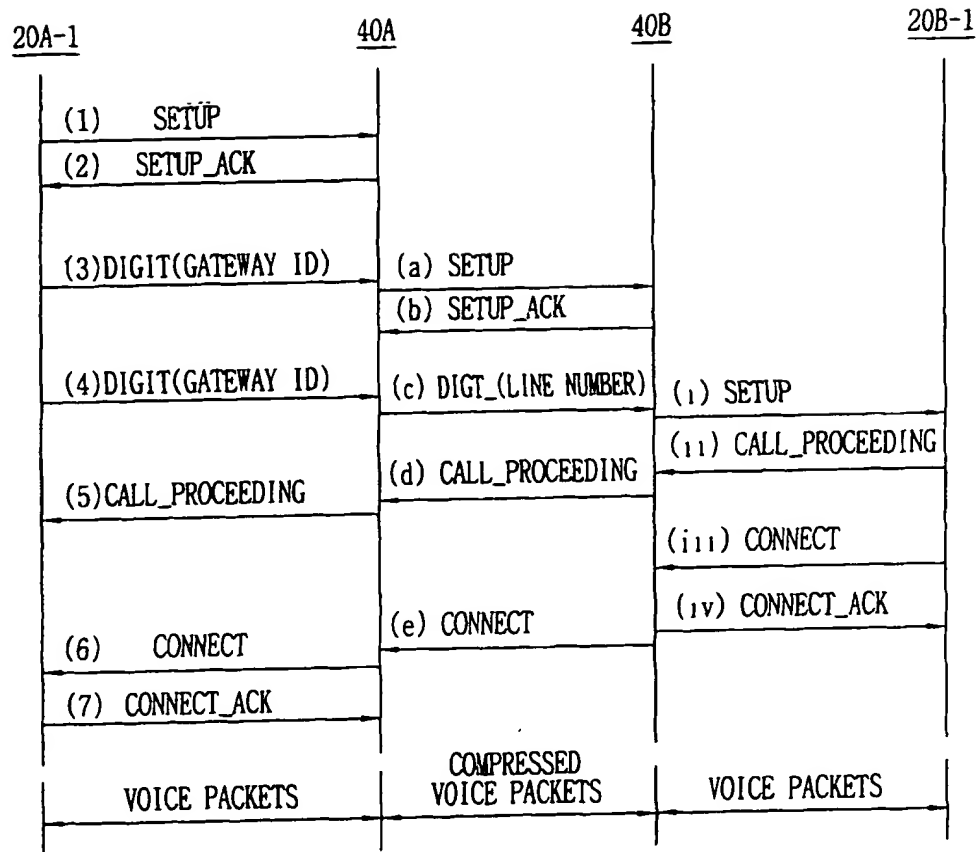 20A-1 40A 40B 20B-1
(1) SETUP
(2) SETUP_ACK
(3)DIGIT(GATEWAY ID) (a) SETUP
(b) SETUP_ACK
(4)DIGIT(GATEWAY ID) (c) DIGT_(LINE NUMBER) (i) SETUP
(ii) CALL_PROCEEDING
(d) CALL_PROCEEDING
(5)CALL_PROCEEDING
(iii) CONNECT
(iv) CONNECT_ACK
(e) CONNECT
(6) CONNECT
(7) CONNECT_ACK
VOICE PACKETS
COMPRESSED
VOICE PACKETS
VOICE PACKETS